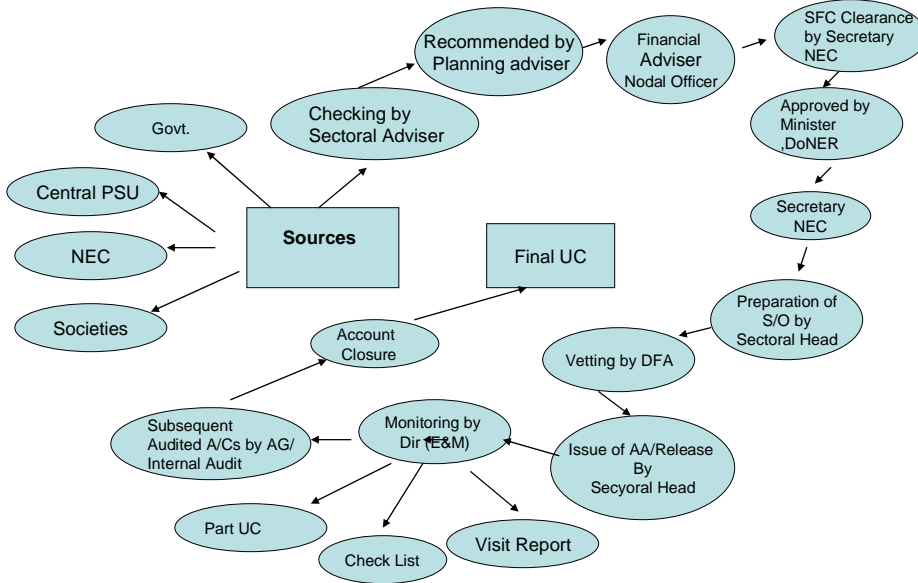 Recommended by
Planning adviser
Financial
Adviser
Nodal Officer
SFC Clearance
by Secretary
NEC
Checking by
Sectoral Adviser
Govt.
Approved by
Minister
,DoNER
Central PSU
Sources
Secretary
NEC
NEC
Final UC
Societies
Preparation of
S/O by
Sectoral Head
Account
Closure
Vetting by DFA
Subsequent
Audited A/Cs by AG/
Internal Audit
Monitoring by
Dir (E&M)
Issue of AA/Release
By
Secyoral Head
Part UC
Check List
Visit Report